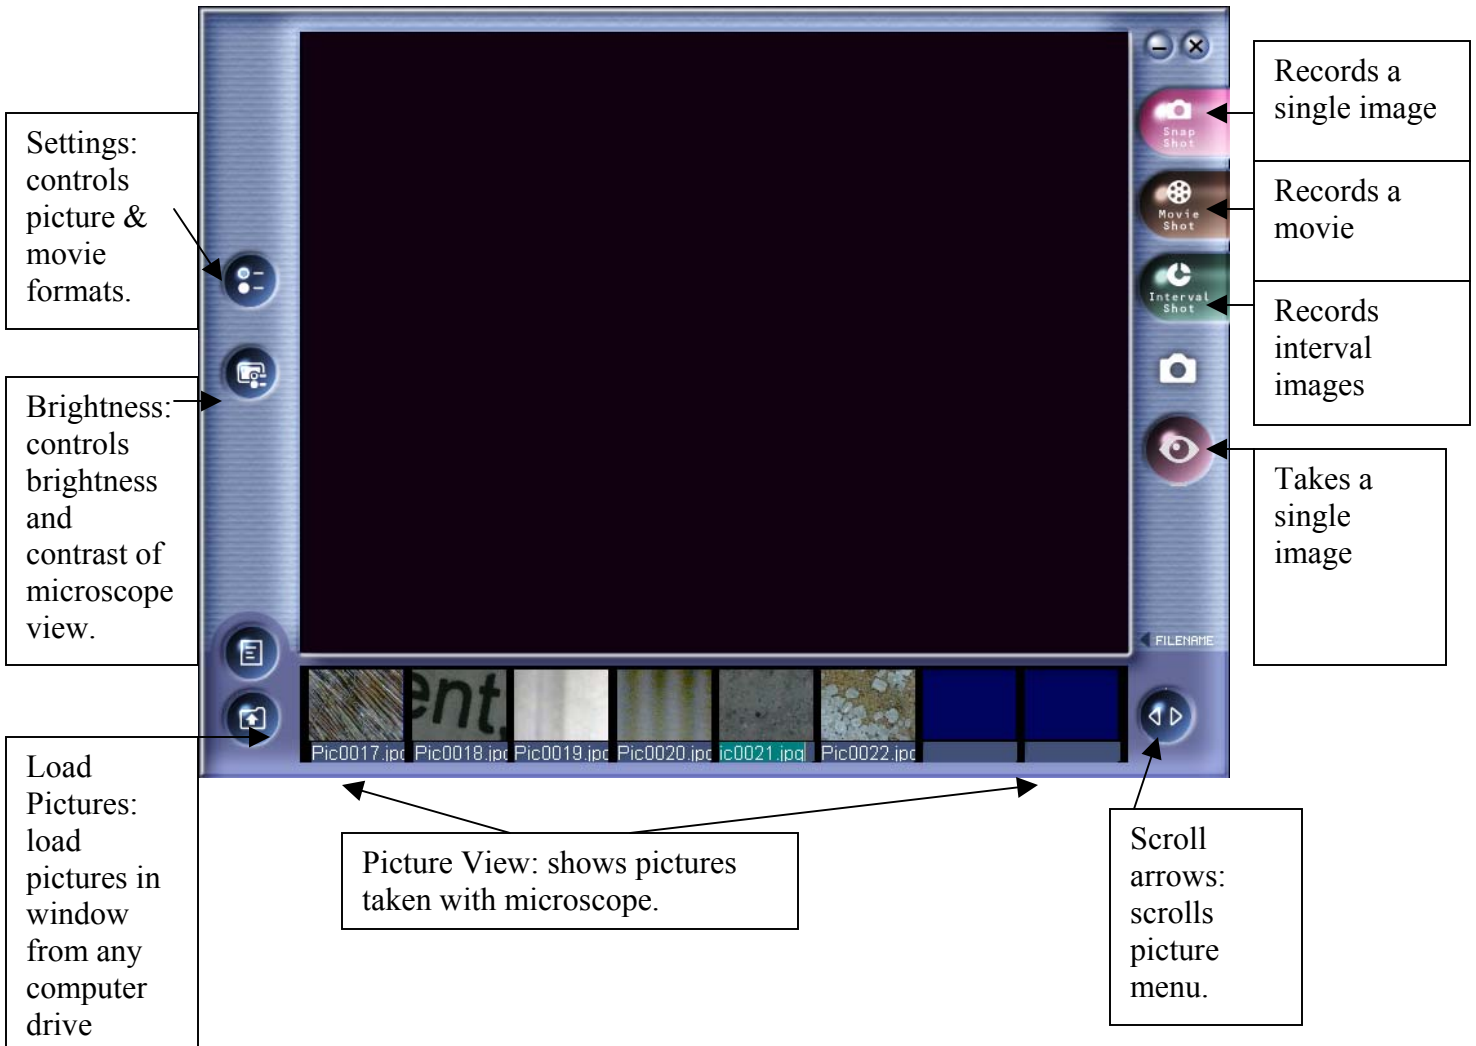 Settings:
controls
picture &
movie
formats.
Brightness:
controls
brightness
and
contrast of
microscope
view.
Load
Pictures:
load
pictures in
window
from any
computer
drive
Snap
Shot
Movie
Shot
Interval
Shot
FILENAME
Records a
single image
Records a
movie
Records
interval
images
Takes a
single
image
ent.
Pic0017.jpg
Pic0018.jpg
Pic0019.jpg
Pic0020.jpg
ic0021.jpg
Pic0022.jpg
Picture View: shows pictures
taken with microscope.
Scroll
arrows:
scrolls
picture
menu.